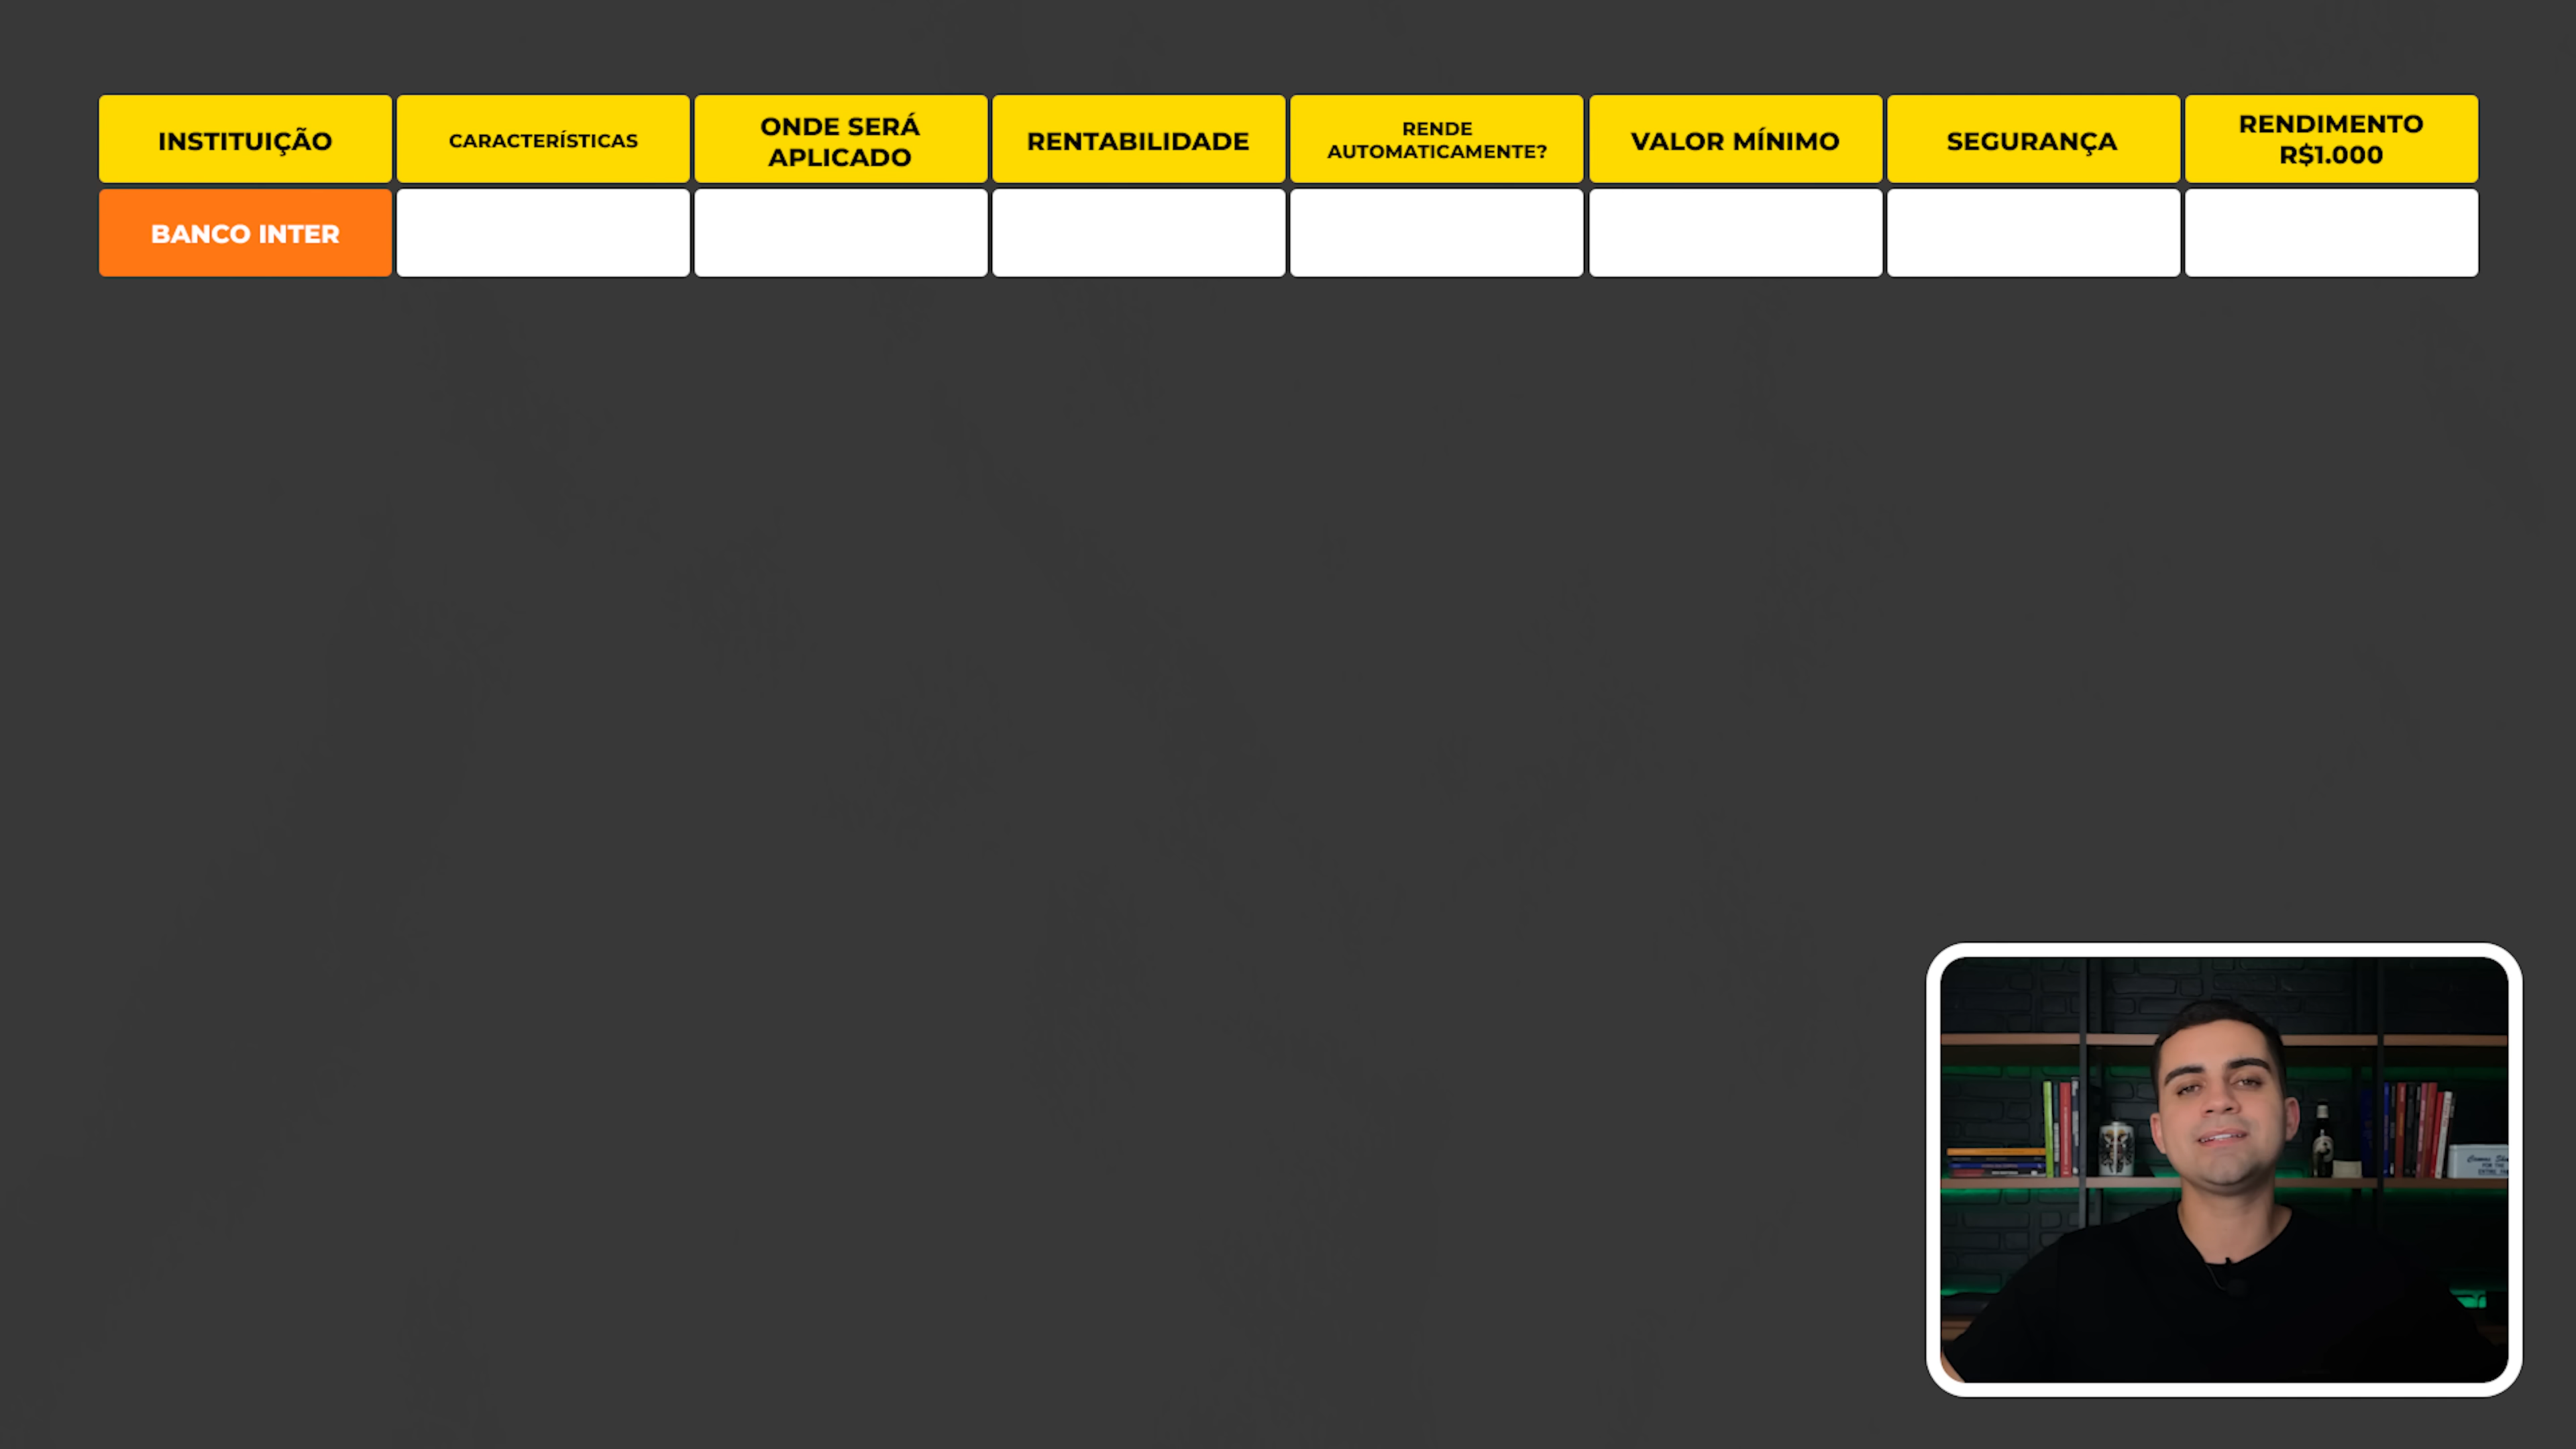 INSTITUIÇÃO
CARACTERÍSTICAS
ONDE SERÁ
APLICADO
RENTABILIDADE
RENDE
AUTOMATICAMENTE?
VALOR MÍNIMO
SEGURANÇA
RENDIMENTO
R$1.000
BANCO INTER